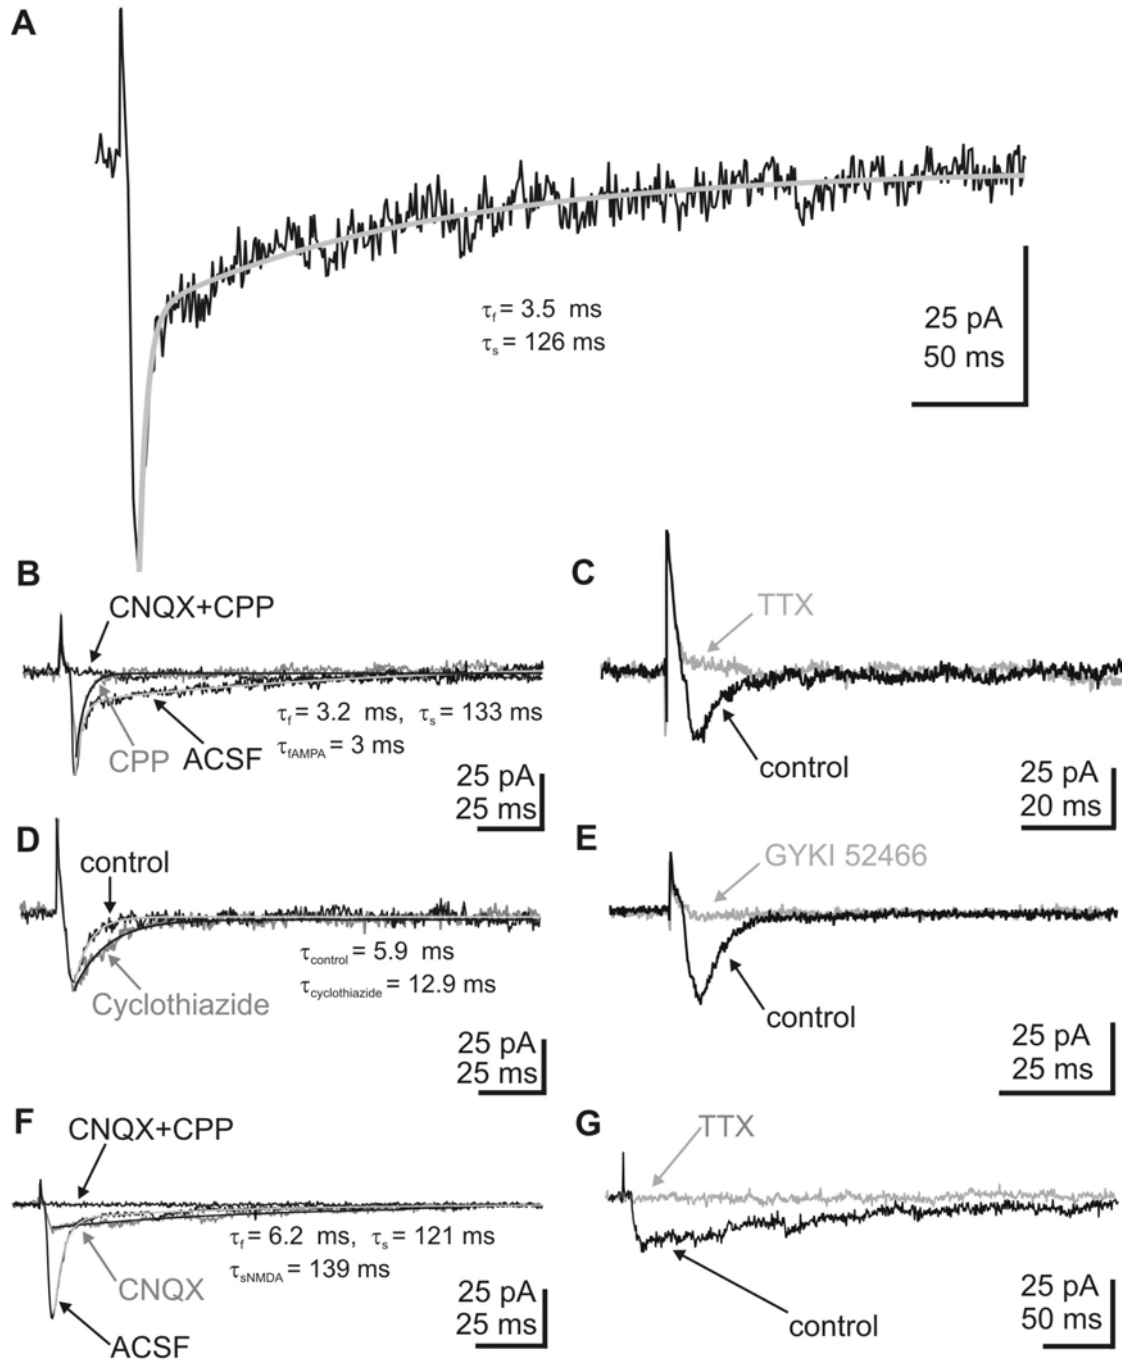 A
τf = 3.5 ms
τs = 126 ms
25 pA
50 ms
B
CNQX+CPP
CPP
ACSF
τf = 3.2 ms, τs = 133 ms
τfAMPA = 3 ms
25 pA
25 ms
C
TTX
control
25 pA
20 ms
D
control
Cyclothiazide
τcontrol = 5.9 ms
τcyclothiazide = 12.9 ms
25 pA
25 ms
E
GYKI 52466
control
25 pA
25 ms
F
CNQX+CPP
τf = 6.2 ms, τs = 121 ms
τsNMDA = 139 ms
CNQX
ACSF
25 pA
25 ms
G
TTX
control
25 pA
50 ms